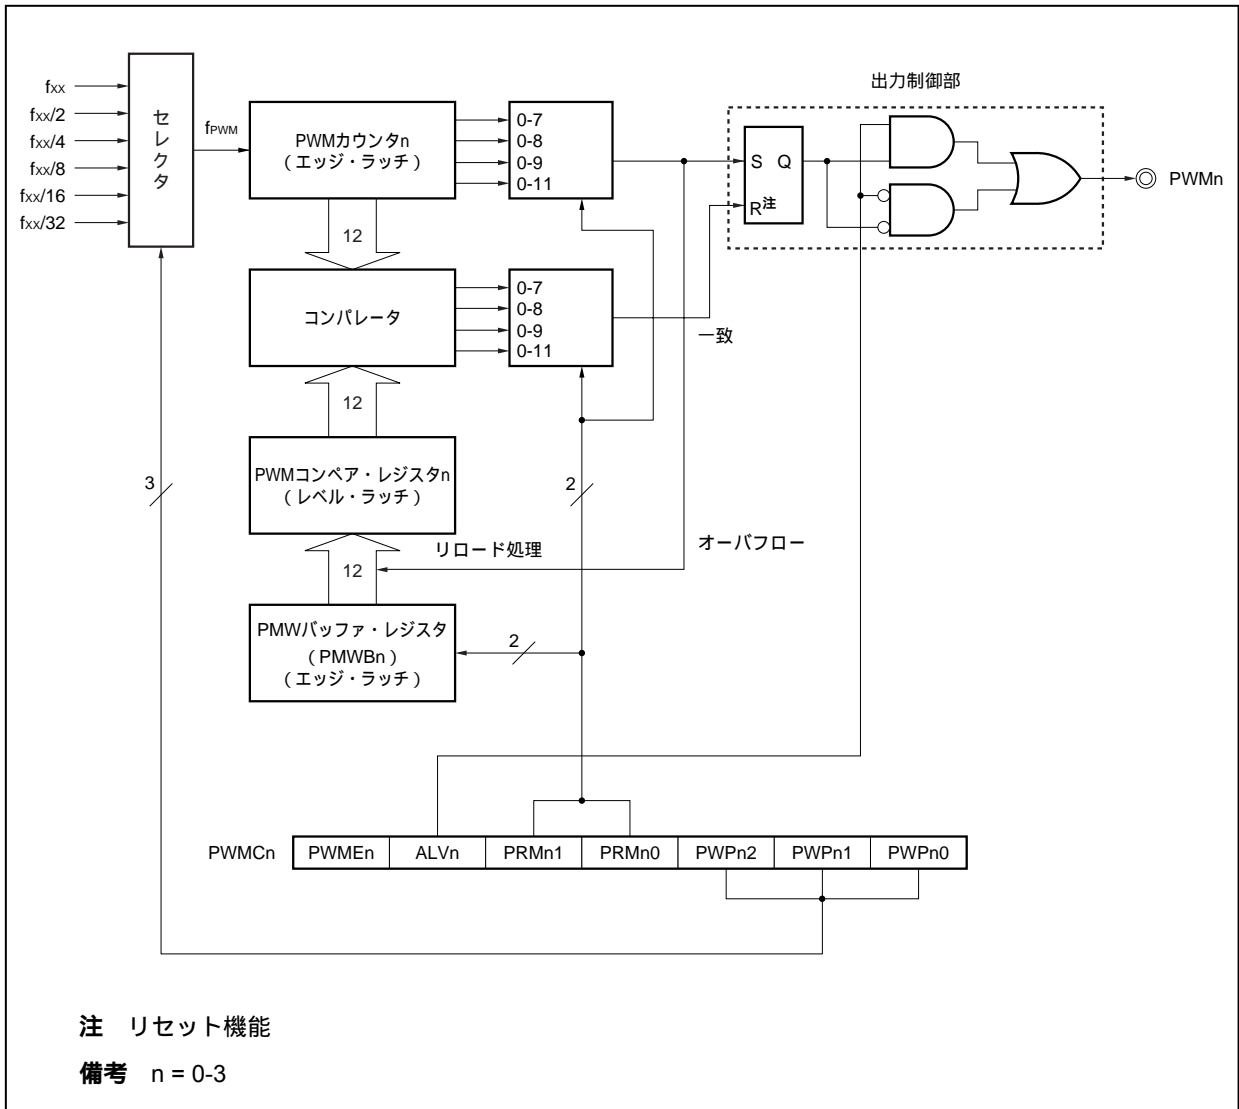 出力制御部
fXX
fXX/2
fXX/4
fXX/8
fXX/16
fXX/32
セレクタ
fPWM
PWMカウンタn
(エッジ・ラッチ)
0-7
0-8
0-9
0-11
S Q
R注
PWMn
12
コンパレータ
0-7
0-8
0-9
0-11
一致
12
PWMコンペア・レジスタn
(レベル・ラッチ)
3
2
リロード処理
オーバフロー
12
PMWバッファ・レジスタ
(PMWBn)
(エッジ・ラッチ)
2
PWMCn PWMEn ALVn PRMn1 PRMn0 PWPn2 PWPn1 PWPn0
注 リセット機能
備考 n = 0-3